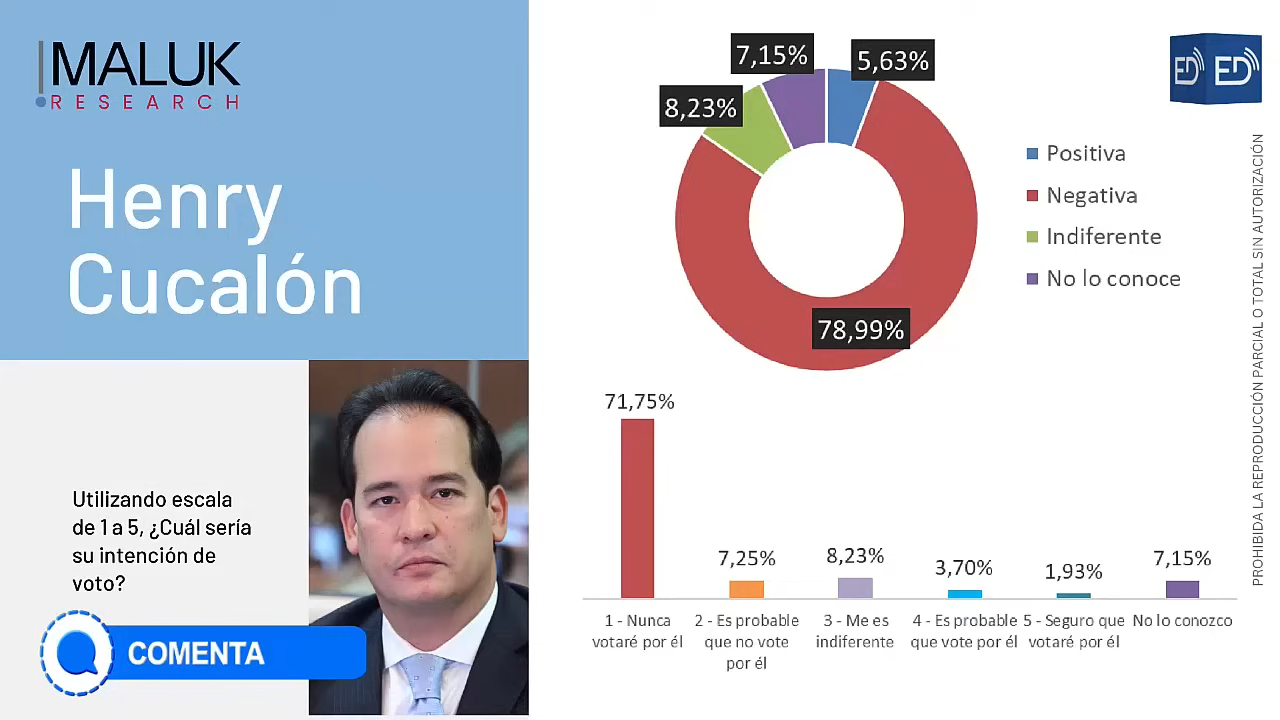 MALUK
RESEARCH
Henry
Cucalón
Utilizando escala
de 1 a 5, ¿Cuál sería
su intención de
voto?
COMENTA
7,15%
5,63%
8,23%
78,99%
Positiva
Negativa
Indiferente
No lo conoce
71,75%
7,25%
8,23%
3,70%
1,93%
7,15%
1 - Nunca
votaré por él
2 - Es probable
que no vote
por él
3 - Me es
indiferente
4 - Es probable
que vote por él
5 - Seguro que
votaré por él
No lo conozco
ED ED
PROHIBIDA LA REPRODUCCIÓN PARCIAL O TOTAL SIN AUTORIZACIÓN